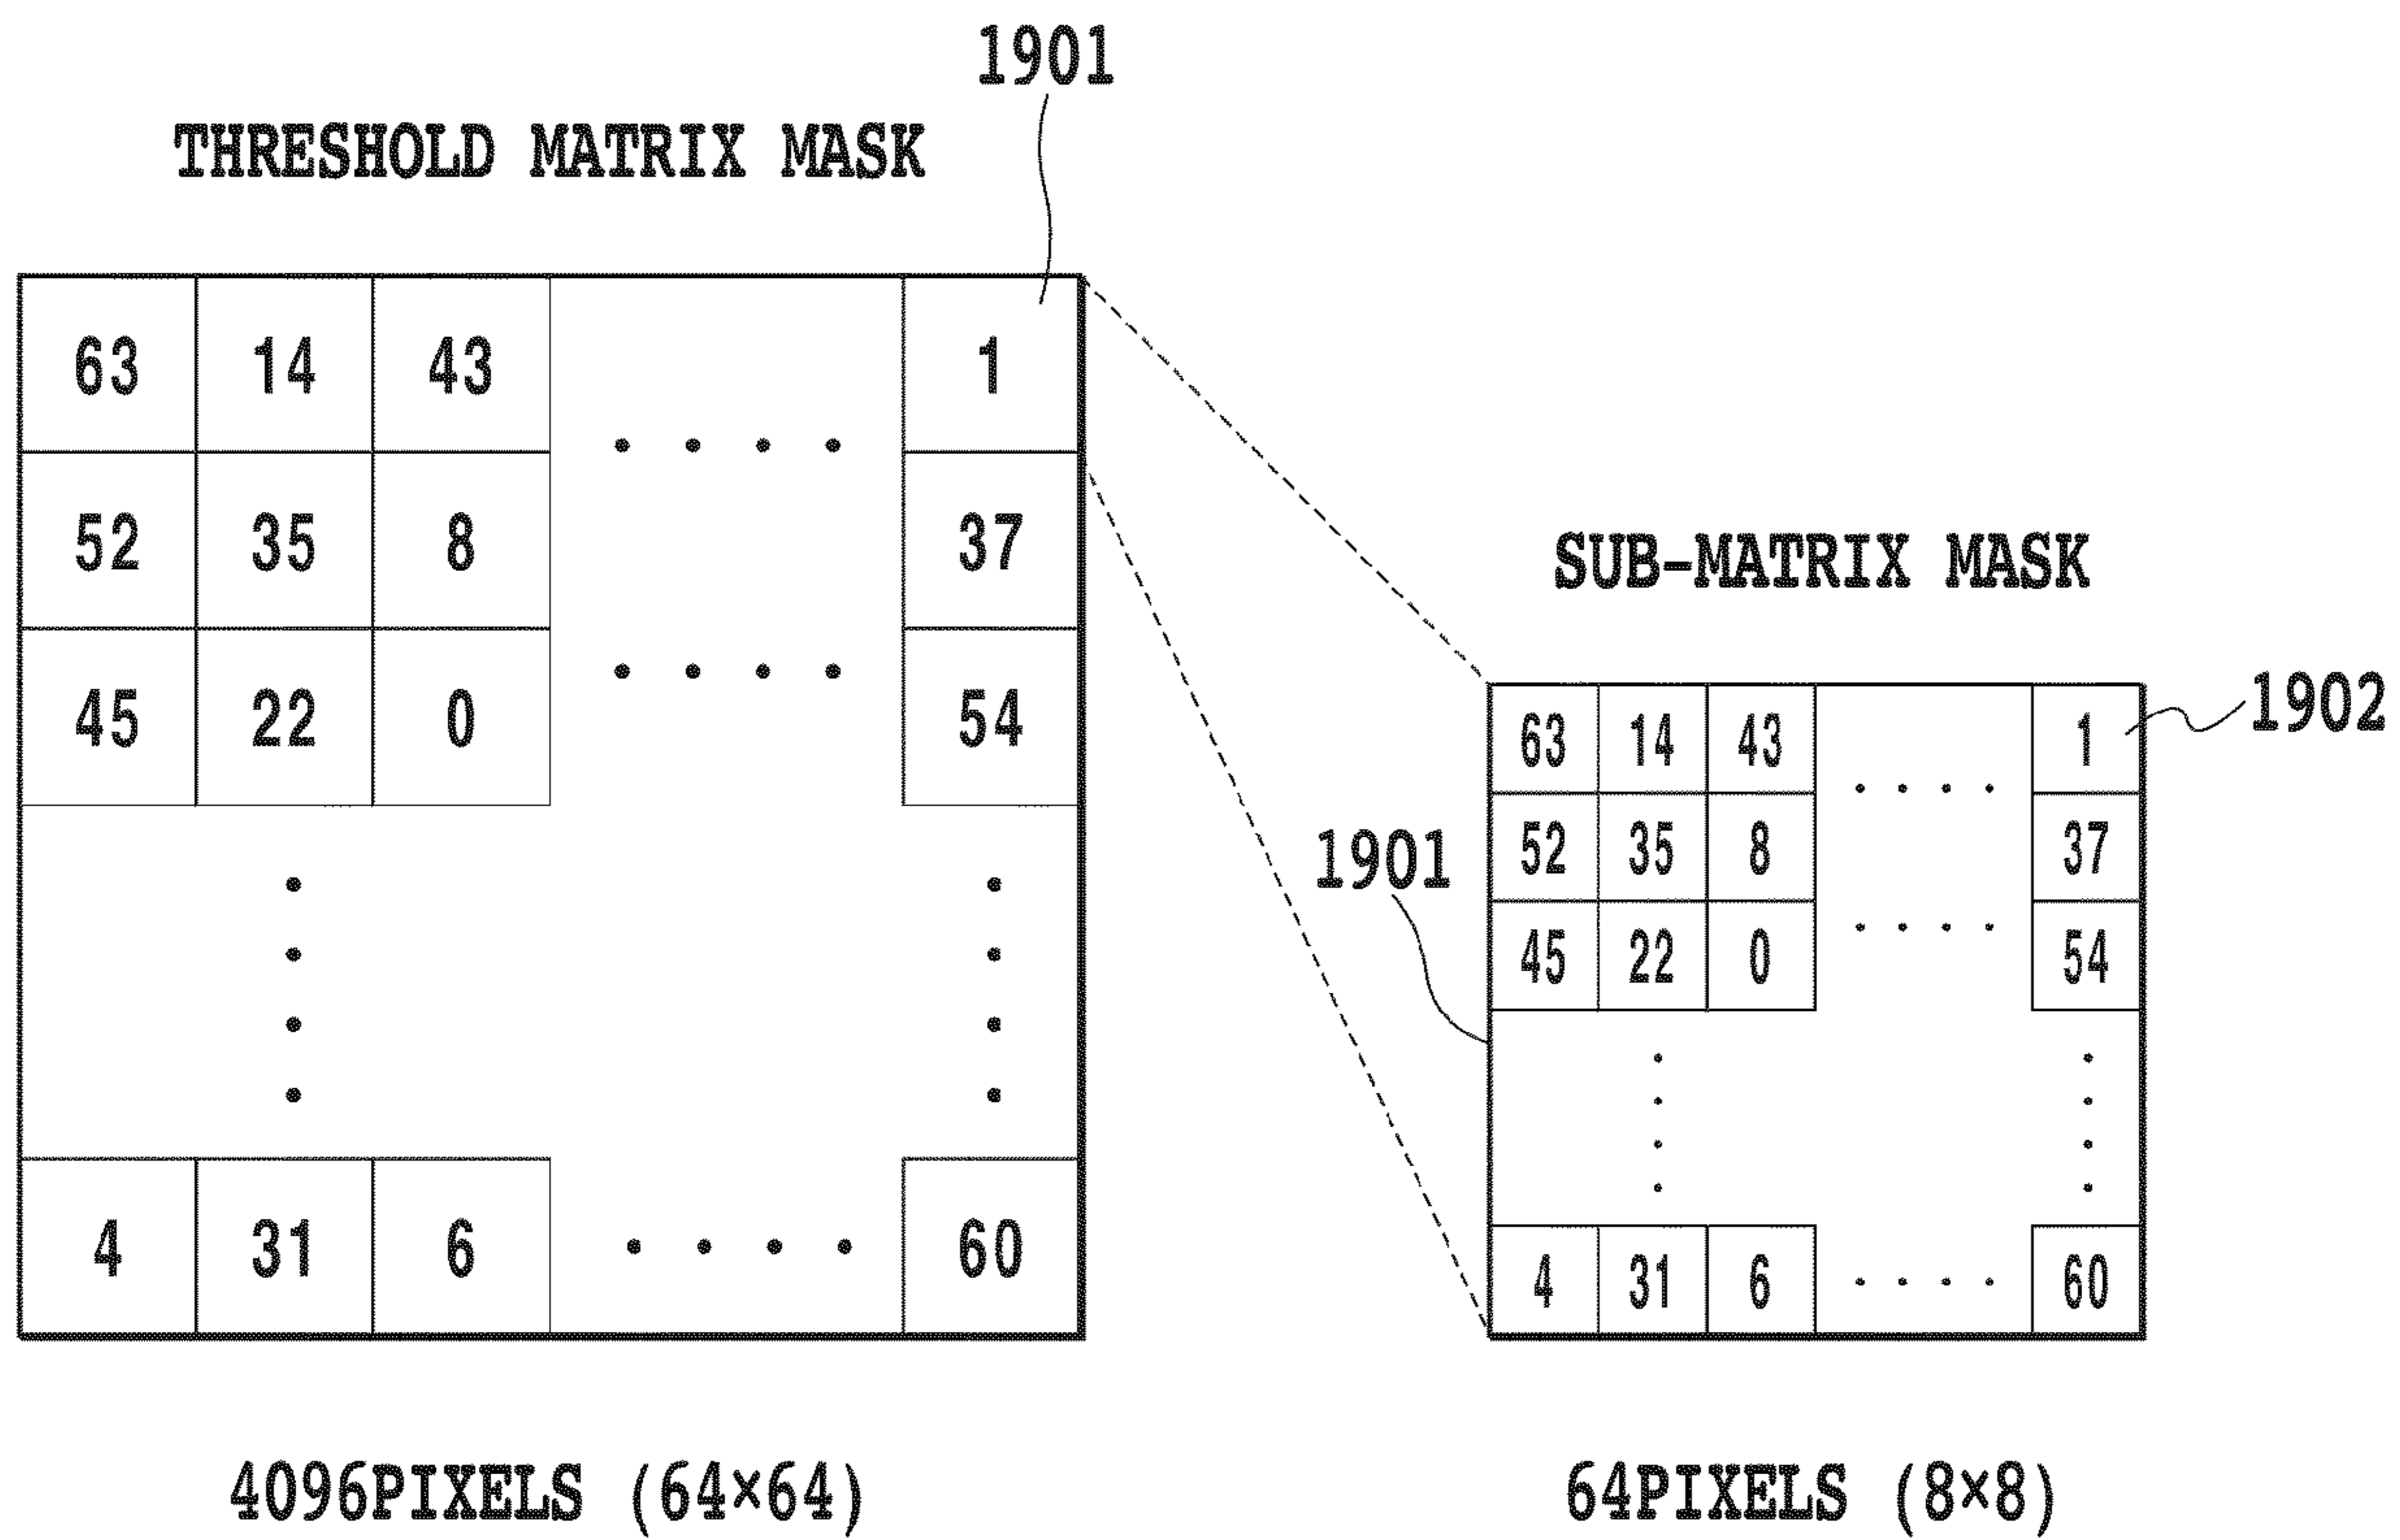 1901
THRESHOLD MATRIX MASK
63 14 43 . . . . 1
52 35 8 37
45 22 0 . . . . 54
4 31 6 . . . . 60
4096PIXELS (64×64)
SUB-MATRIX MASK
1902
1901
63 14 43 . . . . 1
52 35 8 37
45 22 0 . . . . 54
4 31 6 . . . . 60
64PIXELS (8×8)